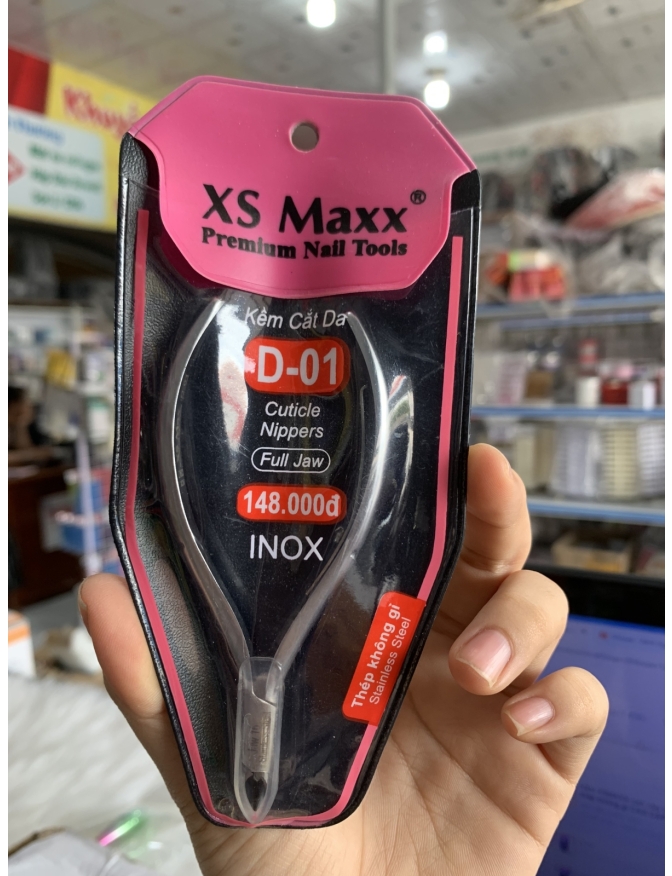 Khuyế
XS Maxx®
Premium Nail Tools
Kềm Cắt Da
D-01
Cuticle
Nippers
Full Jaw
148.000đ
INOX
Thép không gỉ
Stainless Steel